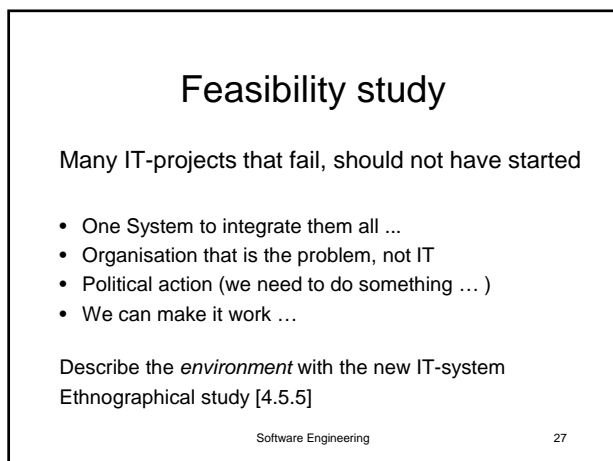 Feasibility study
Many IT-projects that fail, should not have started
• One System to integrate them all ...
• Organisation that is the problem, not IT
• Political action (we need to do something … )
• We can make it work …
Describe the environment with the new IT-system
Ethnographical study [4.5.5]
Software Engineering 27